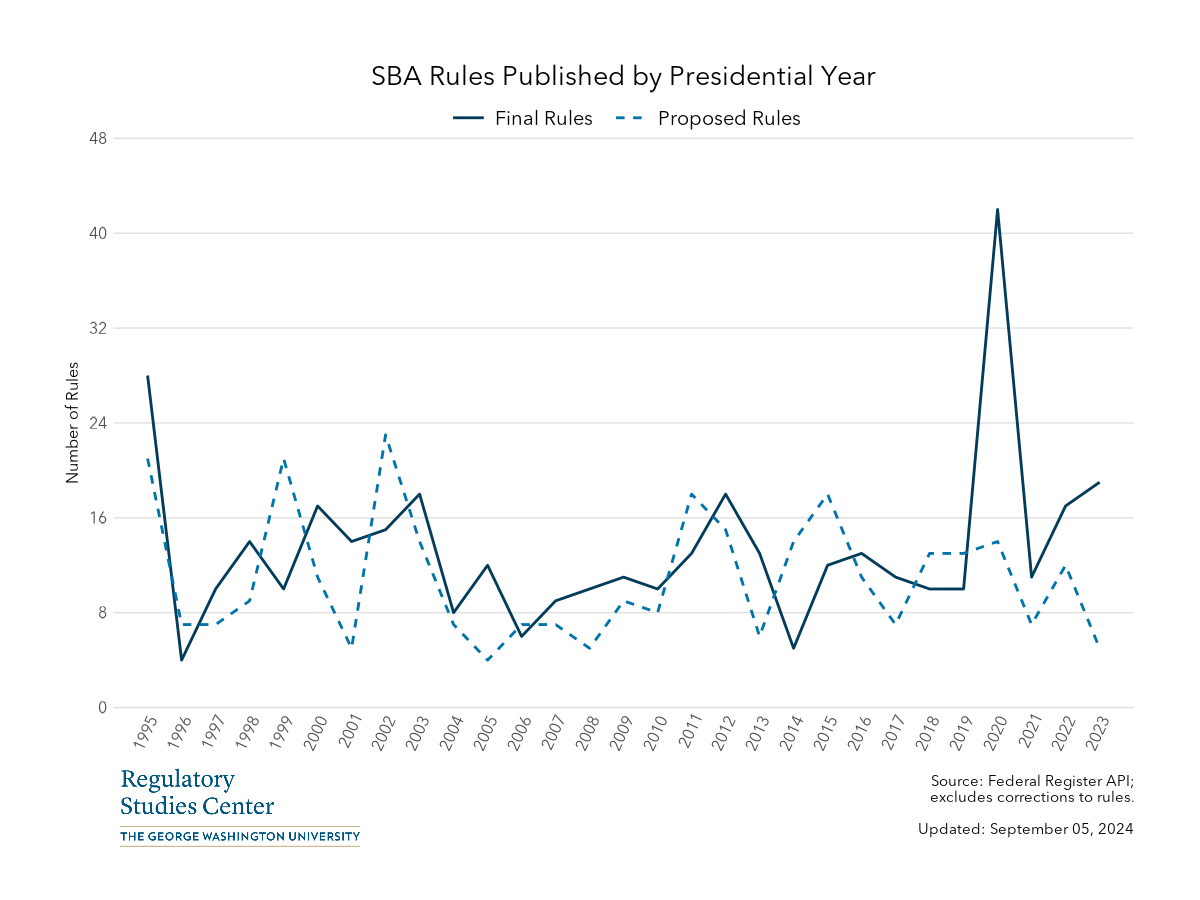 SBA Rules Published by Presidential Year
Final Rules Proposed Rules
48
40
32
24
16
8
0
Number of Rules
1995 1996 1997 1998 1999 2000 2001 2002 2003 2004 2005 2006 2007 2008 2009 2010 2011 2012 2013 2014 2015 2016 2017 2018 2019 2020 2021 2022 2023
Regulatory
Studies Center
THE GEORGE WASHINGTON UNIVERSITY
Source: Federal Register API;
excludes corrections to rules.
Updated: September 05, 2024